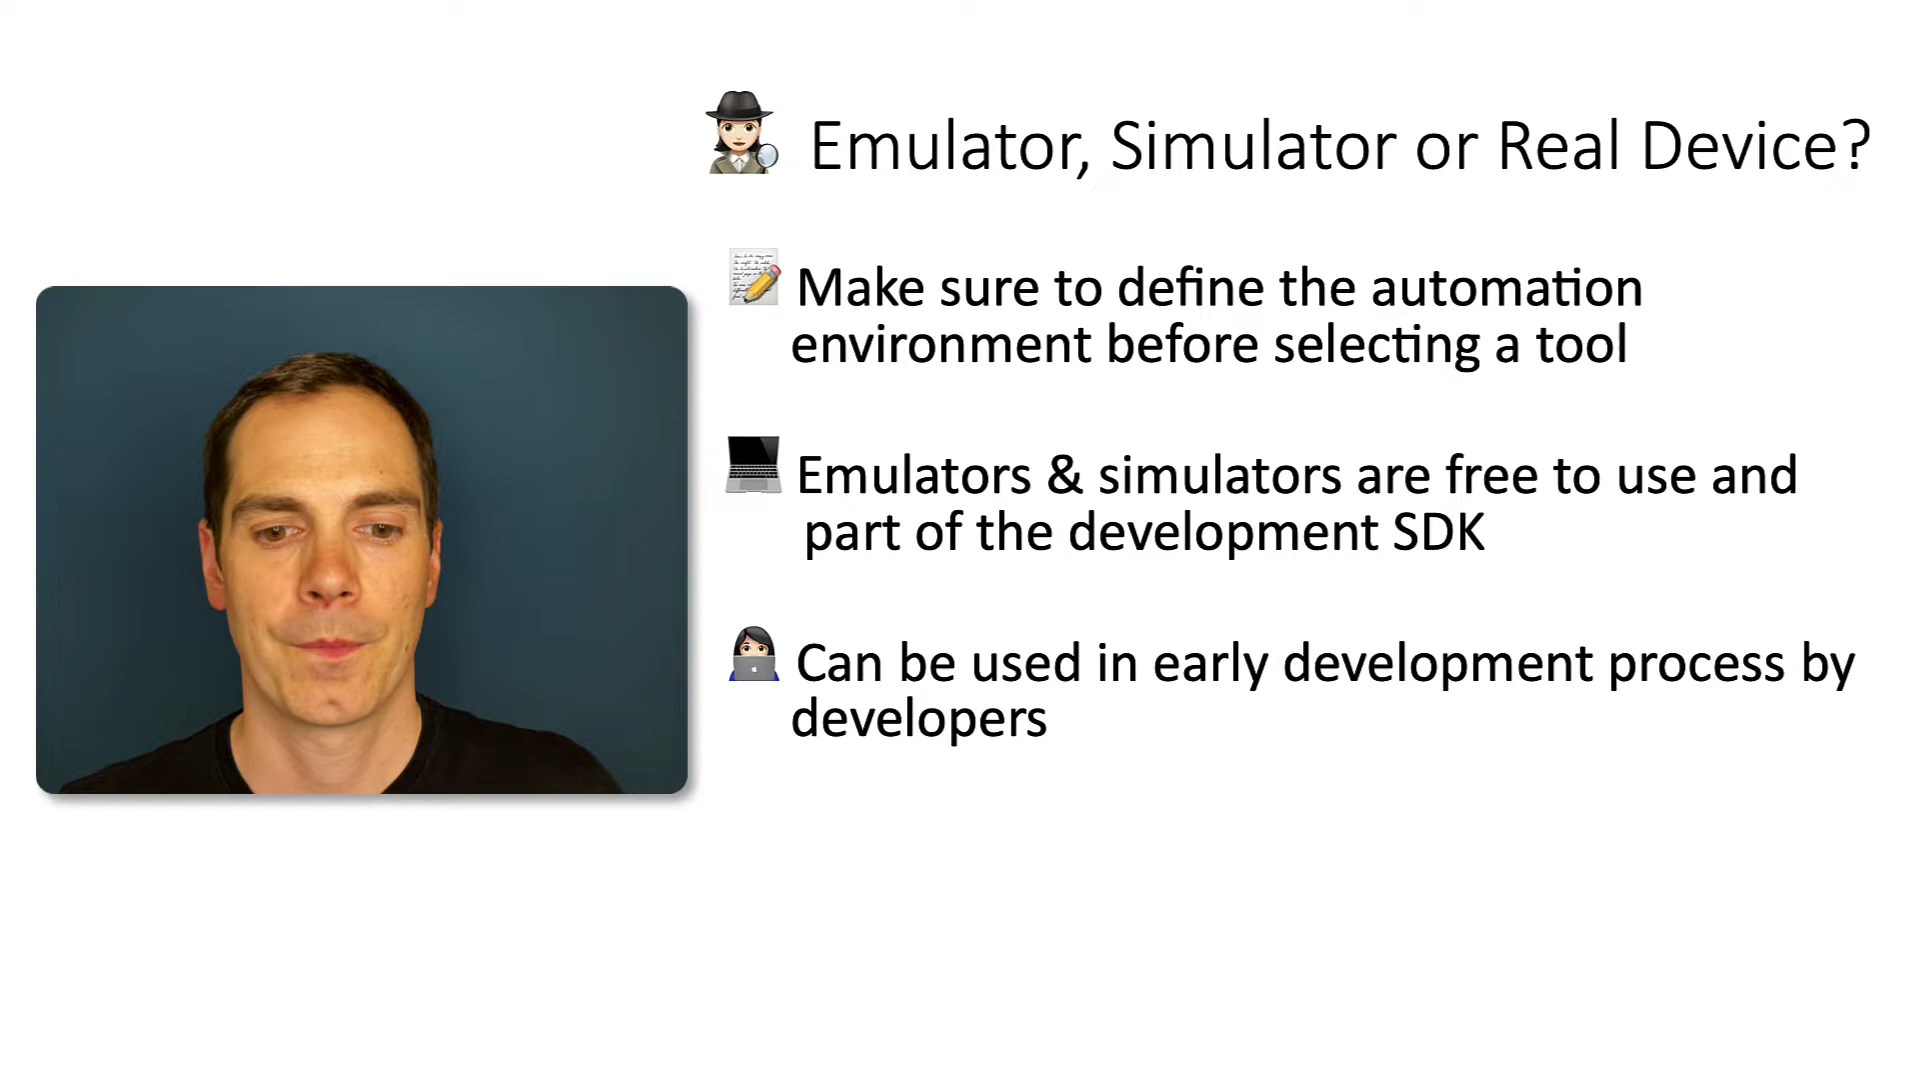 Emulator, Simulator or Real Device?
Make sure to define the automation
environment before selecting a tool
Emulators & simulators are free to use and
part of the development SDK
Can be used in early development process by
developers